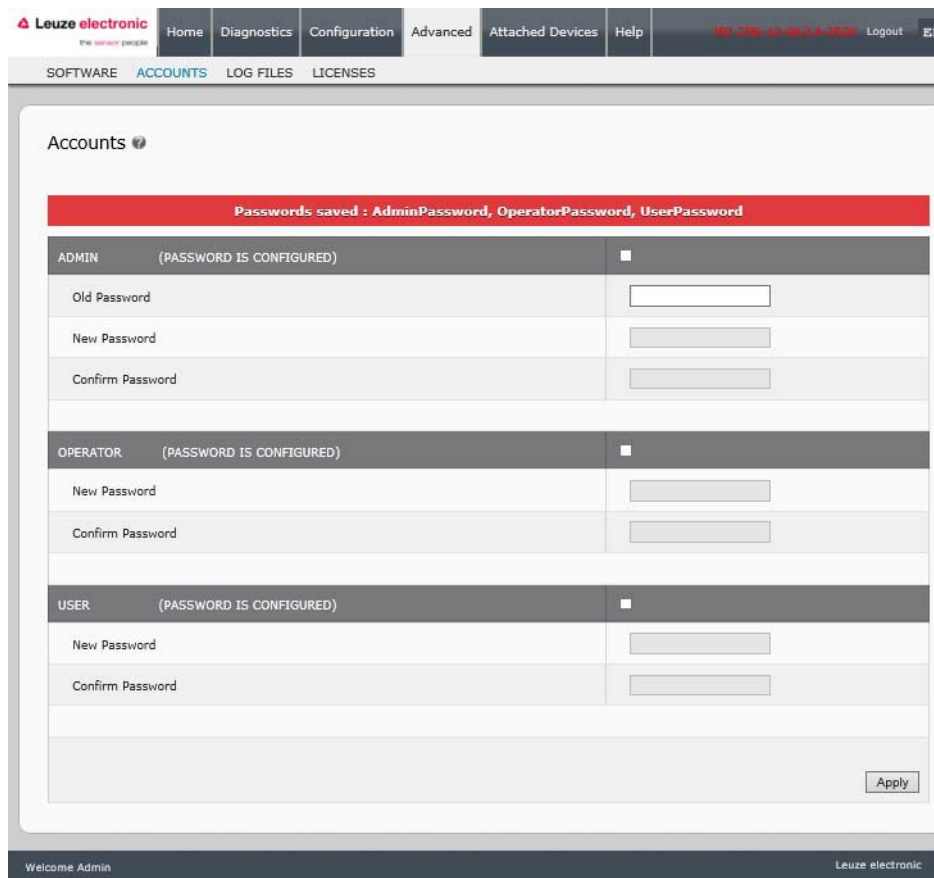 Leuze electronic
the sensor people
Home Diagnostics Configuration Advanced Attached Devices Help Logout
SOFTWARE ACCOUNTS LOG FILES LICENSES
Accounts
Passwords saved : AdminPassword, OperatorPassword, UserPassword
ADMIN (PASSWORD IS CONFIGURED)
Old Password
New Password
Confirm Password
OPERATOR (PASSWORD IS CONFIGURED)
New Password
Confirm Password
USER (PASSWORD IS CONFIGURED)
New Password
Confirm Password
Apply
Welcome Admin Leuze electronic